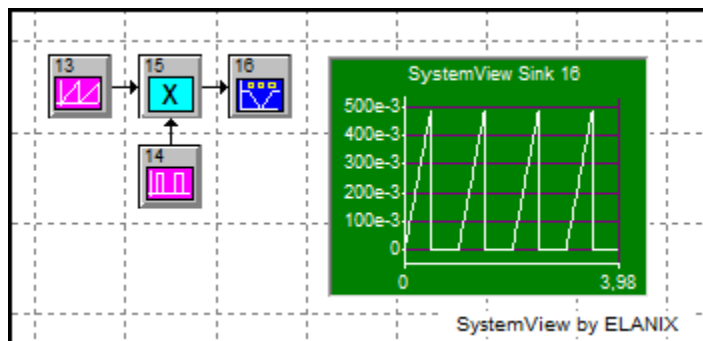 13
15
16
X
14
SystemView Sink 16
500e-3
400e-3
300e-3
200e-3
100e-3
0
0
3,98
SystemView by ELANIX